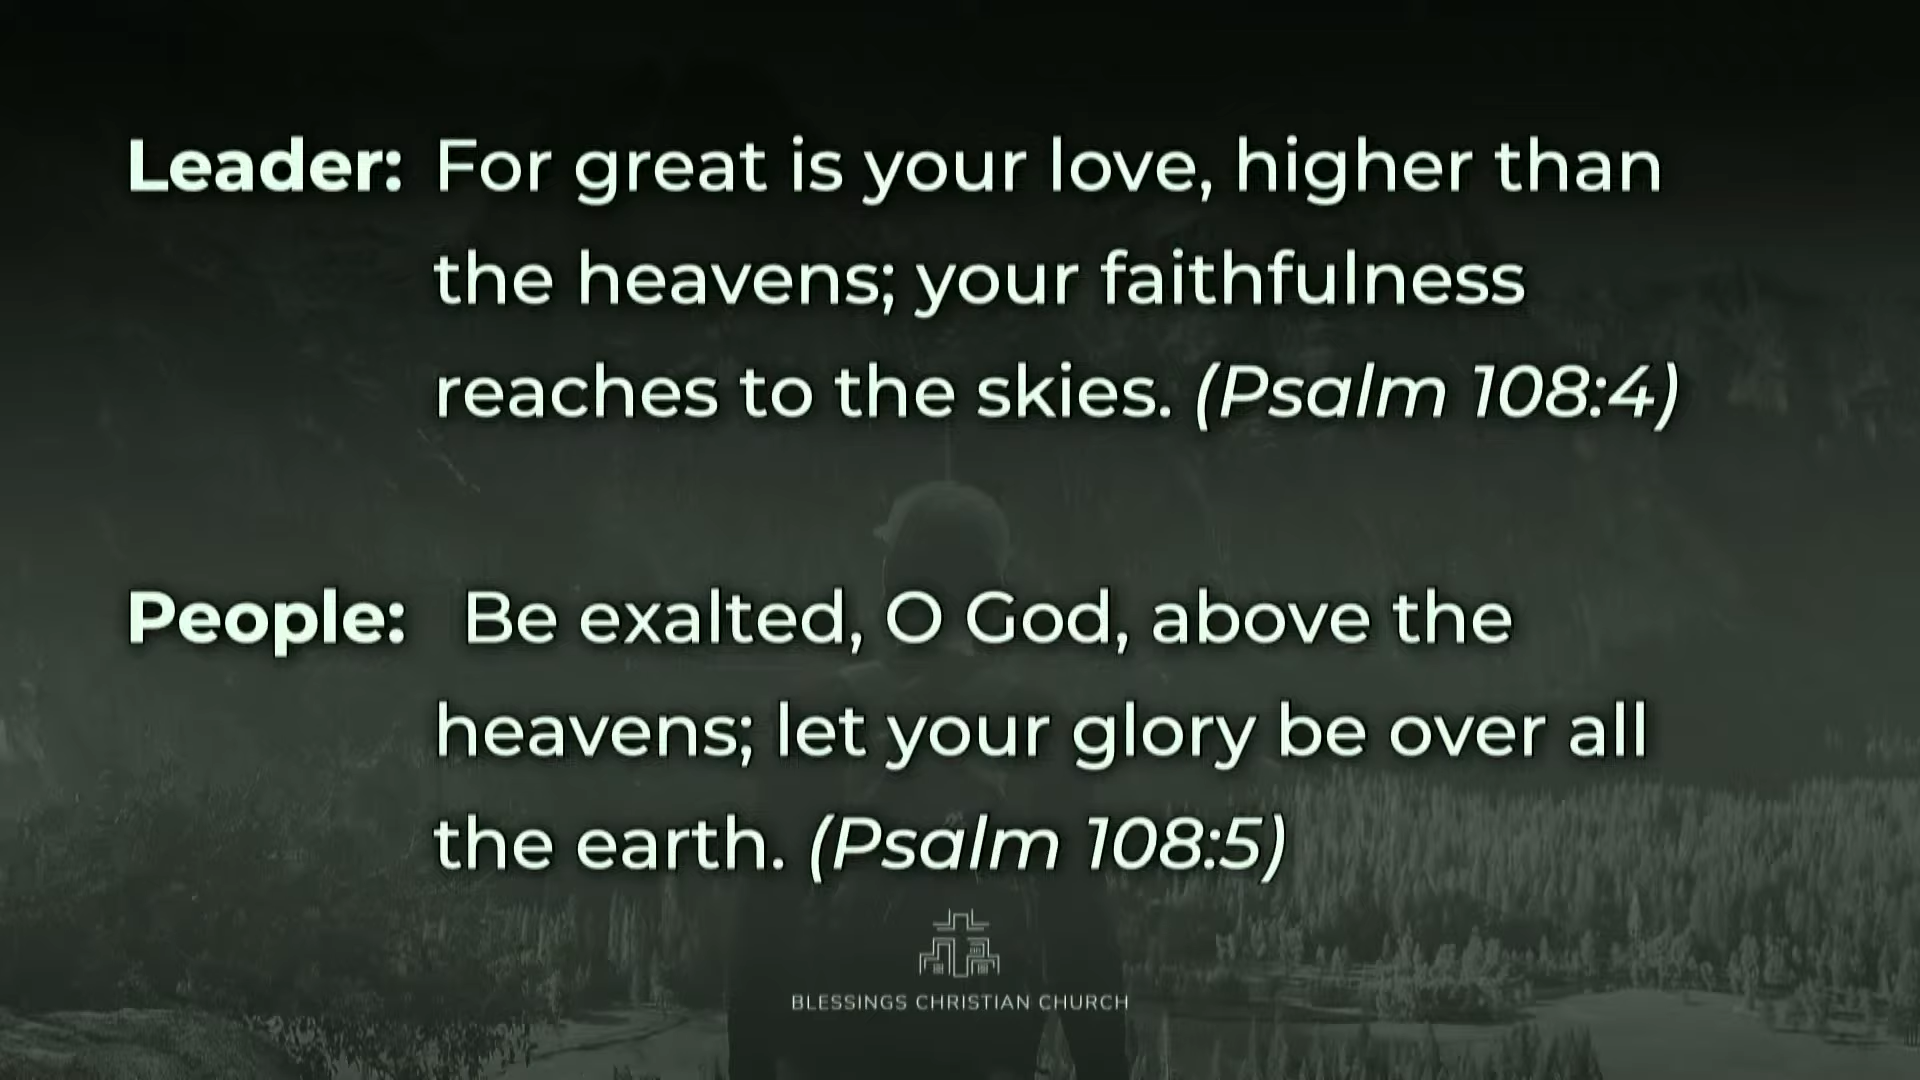 Leader: For great is your love, higher than
the heavens; your faithfulness
reaches to the skies. (Psalm 108:4)
People: Be exalted, O God, above the
heavens; let your glory be over all
the earth. (Psalm 108:5)
BLESSINGS CHRISTIAN CHURCH